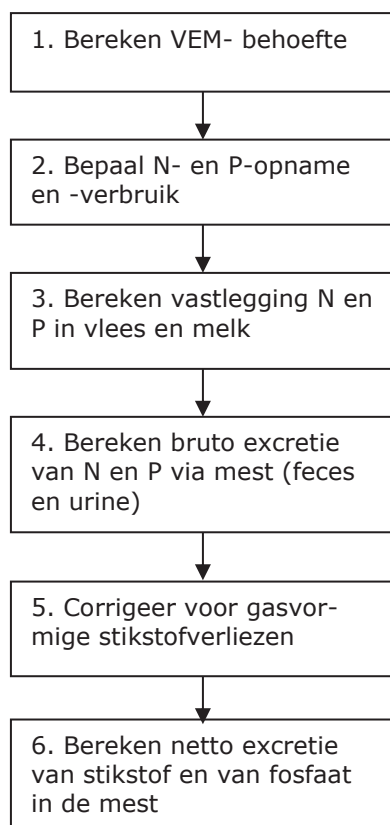 1. Bereken VEM- behoefte
2. Bepaal N- en P-opname
en -verbruik
3. Bereken vastlegging N en
P in vlees en melk
4. Bereken bruto excretie
van N en P via mest (feces
en urine)
5. Corrigeer voor gasvor-
mige stikstofverliezen
6. Bereken netto excretie
van stikstof en van fosfaat
in de mest